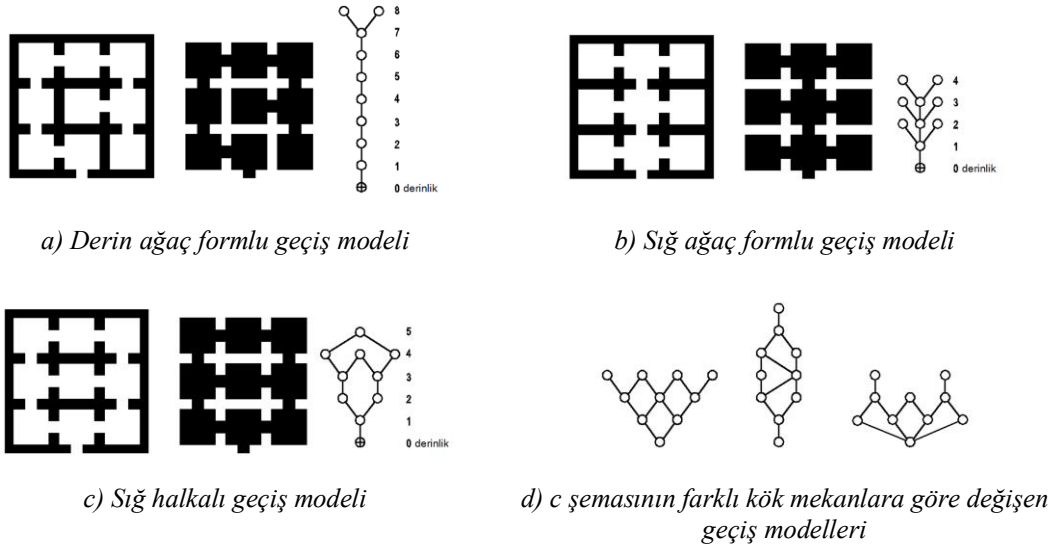 8
7
6
5
4
3
2
1
0 derinlik
4
3
2
1
0 derinlik
a) Derin ağaç formlu geçiş modeli
b) Sığ ağaç formlu geçiş modeli
5
4
3
2
1
0 derinlik
c) Sığ halkalı geçiş modeli
d) c şemasının farklı kök mekanlara göre değişen
geçiş modelleri